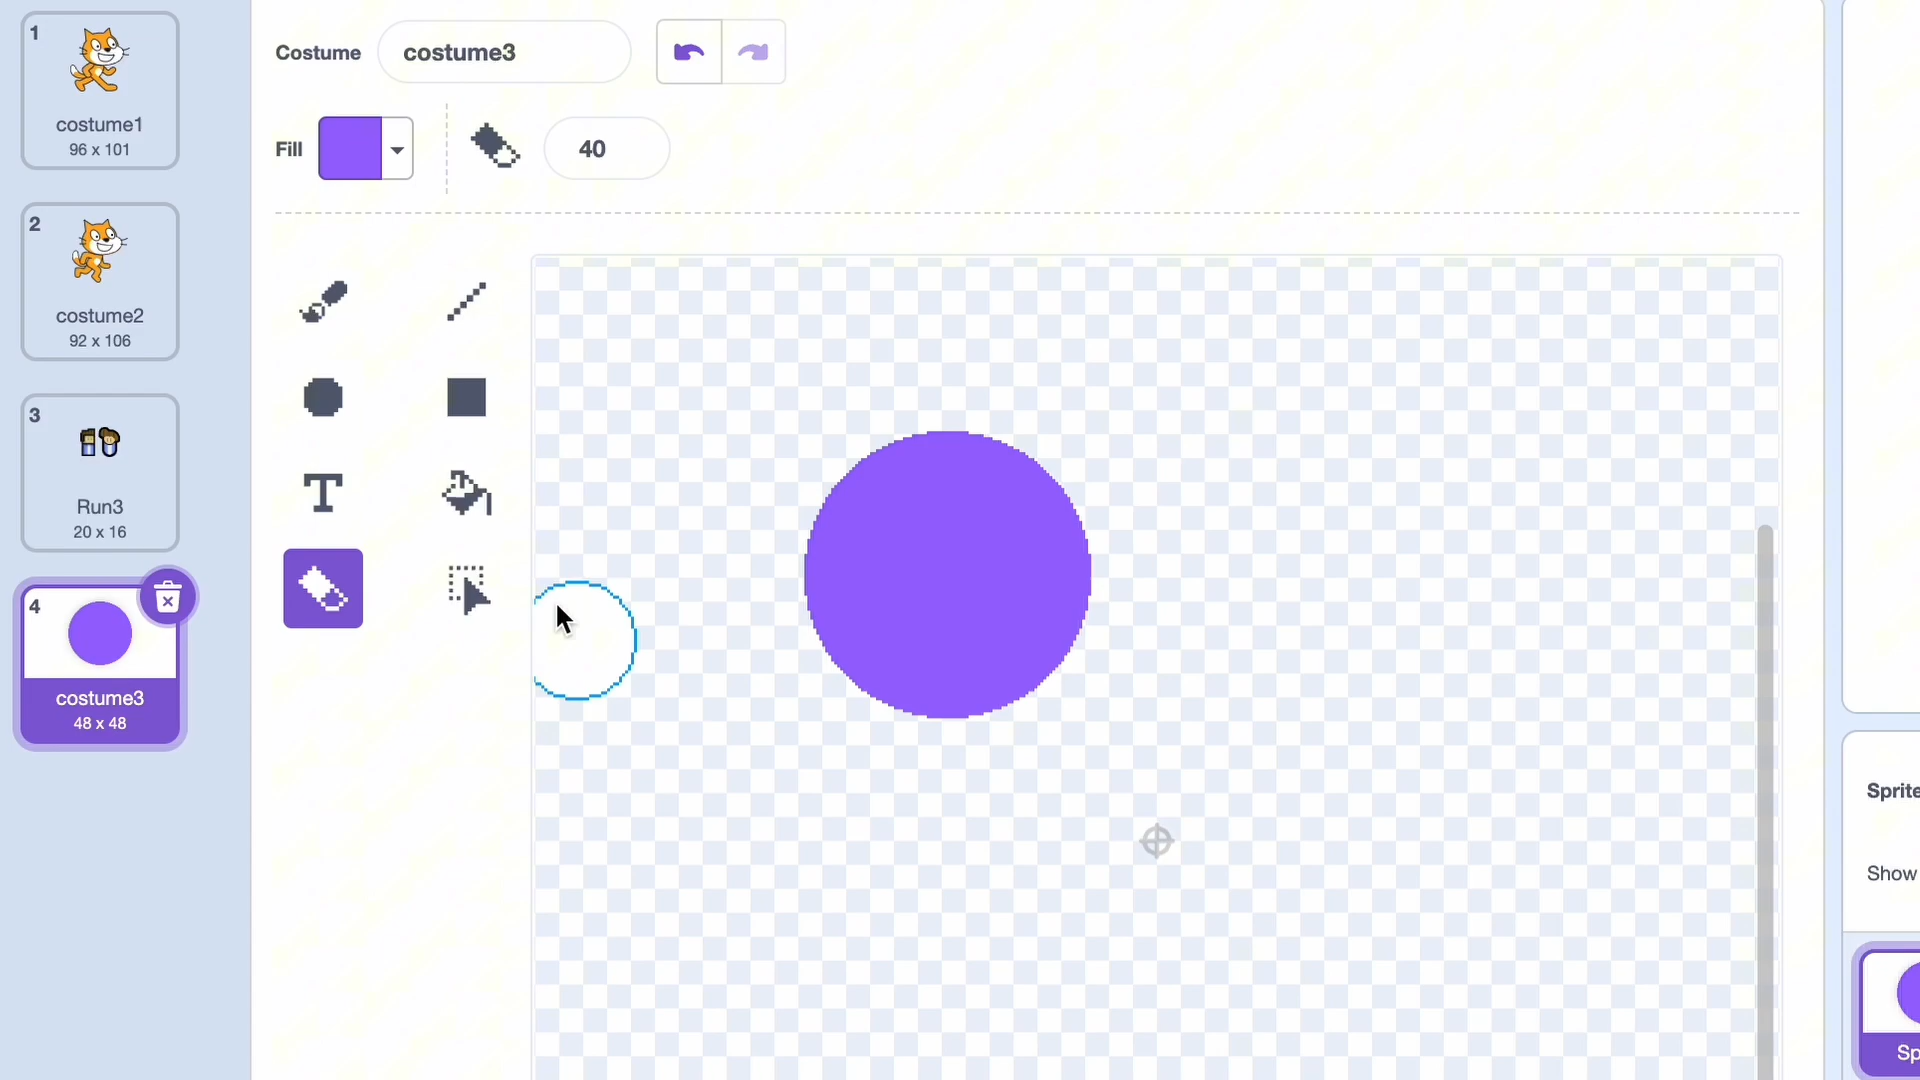 1
costume1
96 x 101
2
costume2
92 x 106
3
Run3
20 x 16
4
costume3
48 x 48
Costume
costume3
Fill
40
T
Sprite
Show
Sp